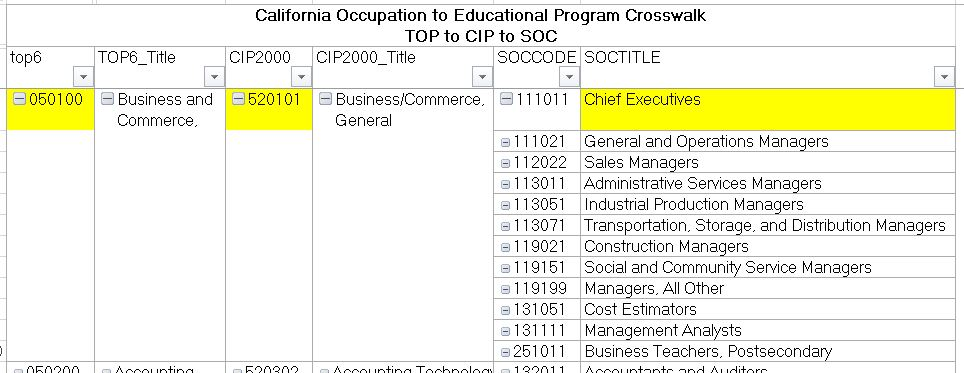 California Occupation to Educational Program Crosswalk
TOP to CIP to SOC
top6 TOP6_Title CIP2000 CIP2000_Title SOCCODE SOCTITLE
050100 Business and 520101 Business/Commerce, 111011 Chief Executives
Commerce, General
111021 General and Operations Managers
112022 Sales Managers
113011 Administrative Services Managers
113051 Industrial Production Managers
113071 Transportation, Storage, and Distribution Managers
119021 Construction Managers
119151 Social and Community Service Managers
119199 Managers, All Other
131051 Cost Estimators
131111 Management Analysts
251011 Business Teachers, Postsecondary
050200 Accounting 520302 Accounting Technology 132011 Accountants and Auditors